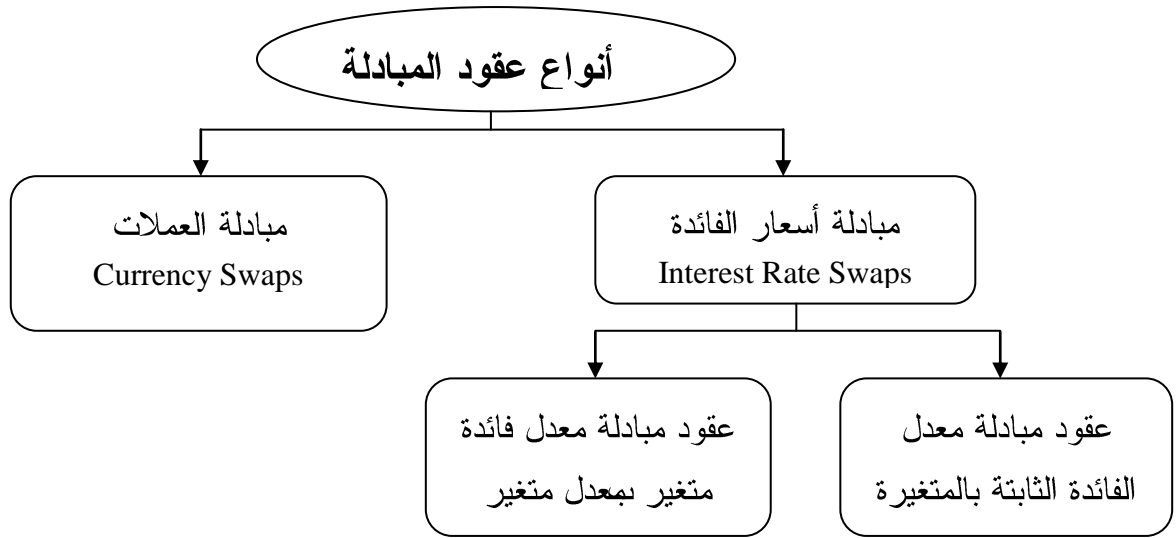 أنواع عقود المبادلة
مبادلة أسعار الفائدة
Interest Rate Swaps
مبادلة العملات
Currency Swaps
عقود مبادلة معدل
الفائدة الثابتة بالمتغيرة
عقود مبادلة معدل فائدة
متغير بمعدل متغير